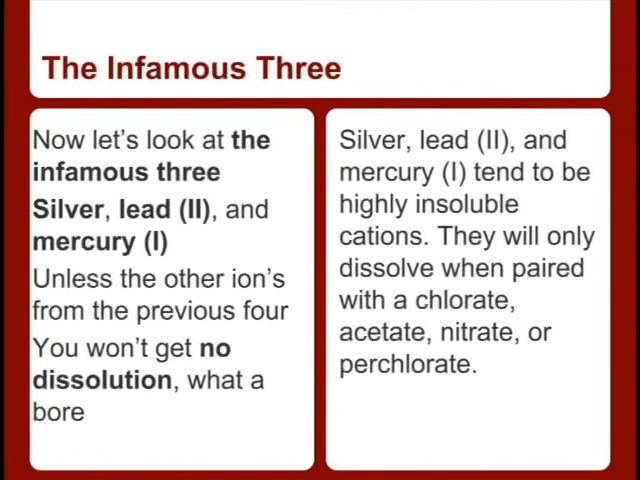 The Infamous Three
Now let's look at the
infamous three
Silver, lead (II), and
mercury (I)
Unless the other ion's
from the previous four
You won't get no
dissolution, what a
bore
Silver, lead (II), and
mercury (I) tend to be
highly insoluble
cations. They will only
dissolve when paired
with a chlorate,
acetate, nitrate, or
perchlorate.